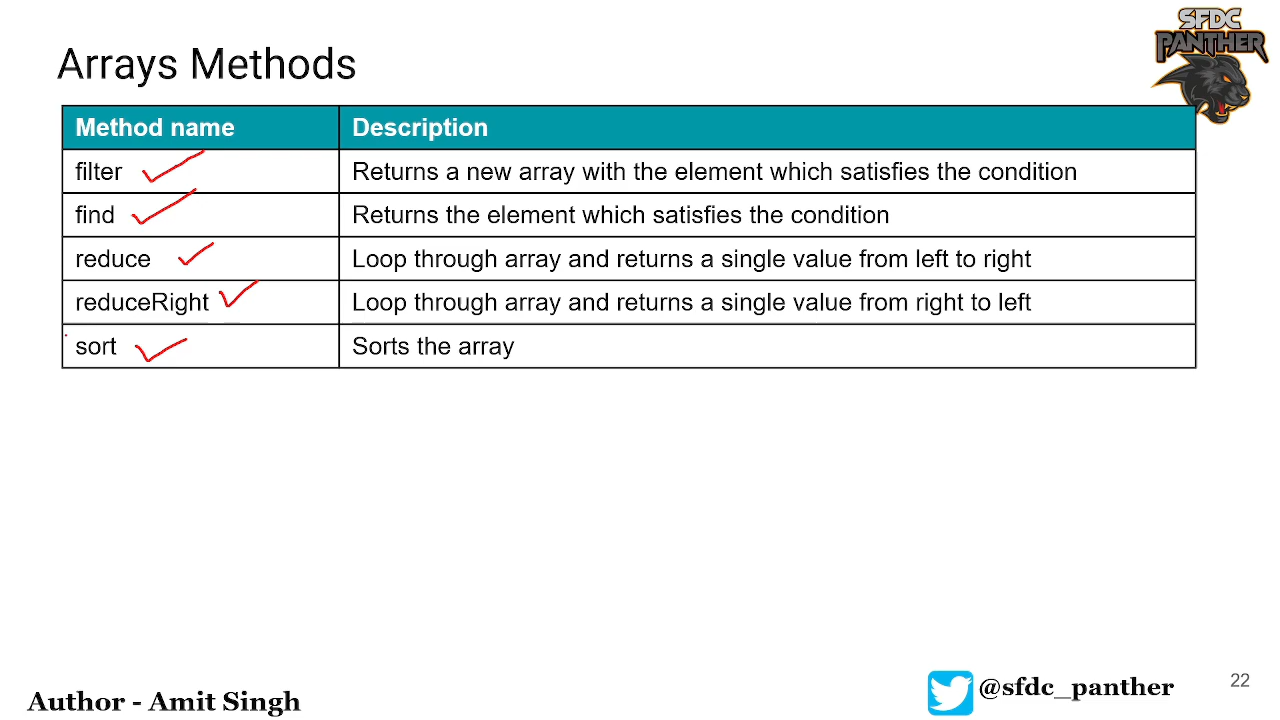 SFDC
PANTHER
Arrays Methods
Method name Description
filter Returns a new array with the element which satisfies the condition
find Returns the element which satisfies the condition
reduce Loop through array and returns a single value from left to right
reduceRight Loop through array and returns a single value from right to left
sort Sorts the array
Author - Amit Singh
@sfdc_panther
22